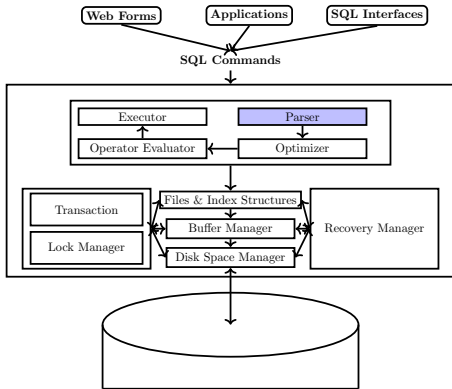 Web Forms
Applications
SQL Interfaces
SQL Commands
Executor
Parser
Operator Evaluator
Optimizer
Files & Index Structures
Transaction
Buffer Manager
Recovery Manager
Lock Manager
Disk Space Manager